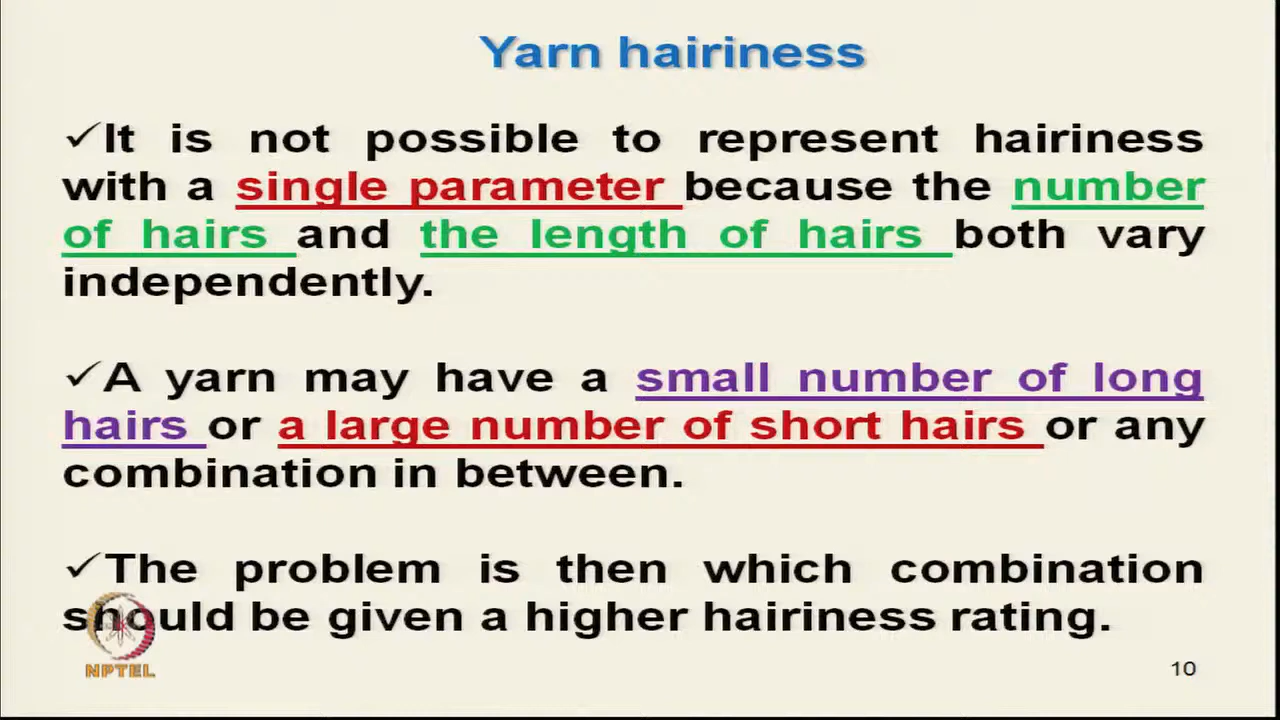 Yarn hairiness
✓It is not possible to represent hairiness
with a single parameter because the number
of hairs and the length of hairs both vary
independently.
✓A yarn may have a small number of long
hairs or a large number of short hairs or any
combination in between.
✓The problem is then which combination
should be given a higher hairiness rating.
NPTEL
10